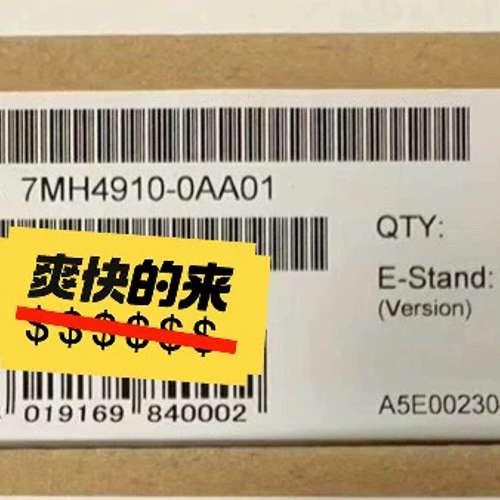 7MH4910-0AA01
QTY:
E-Stand:
(Version)
爽快的来
$$$$$$
019169 840002
A5E00230